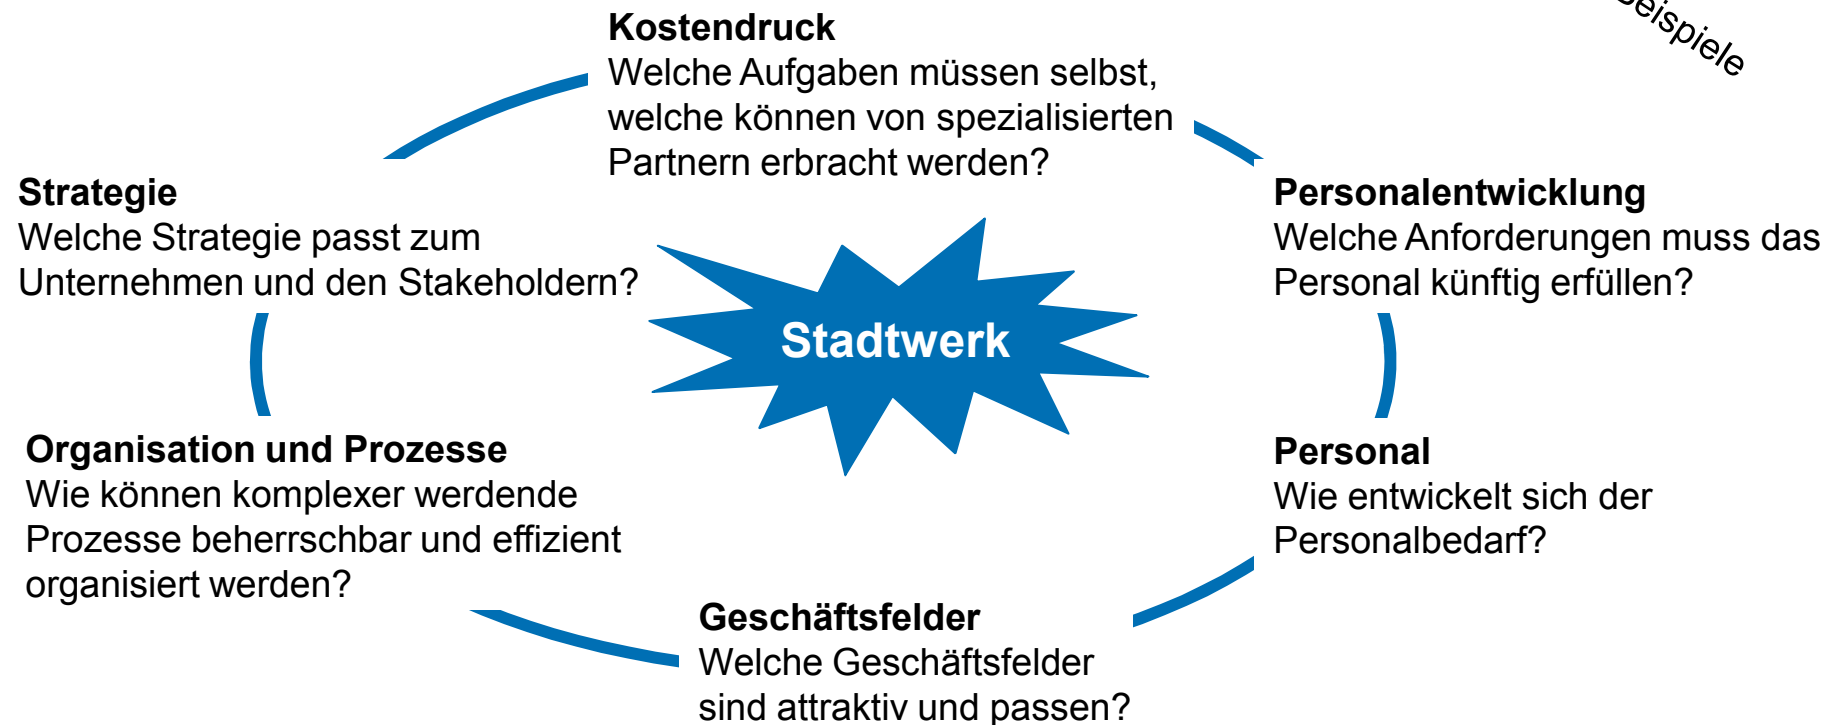 Beispiele
Kostendruck
Welche Aufgaben müssen selbst,
welche können von spezialisierten
Partnern erbracht werden?
Strategie
Welche Strategie passt zum
Unternehmen und den Stakeholdern?
Personalentwicklung
Welche Anforderungen muss das
Personal künftig erfüllen?
Stadtwerk
Organisation und Prozesse
Wie können komplexer werdende
Prozesse beherrschbar und effizient
organisiert werden?
Personal
Wie entwickelt sich der
Personalbedarf?
Geschäftsfelder
Welche Geschäftsfelder
sind attraktiv und passen?